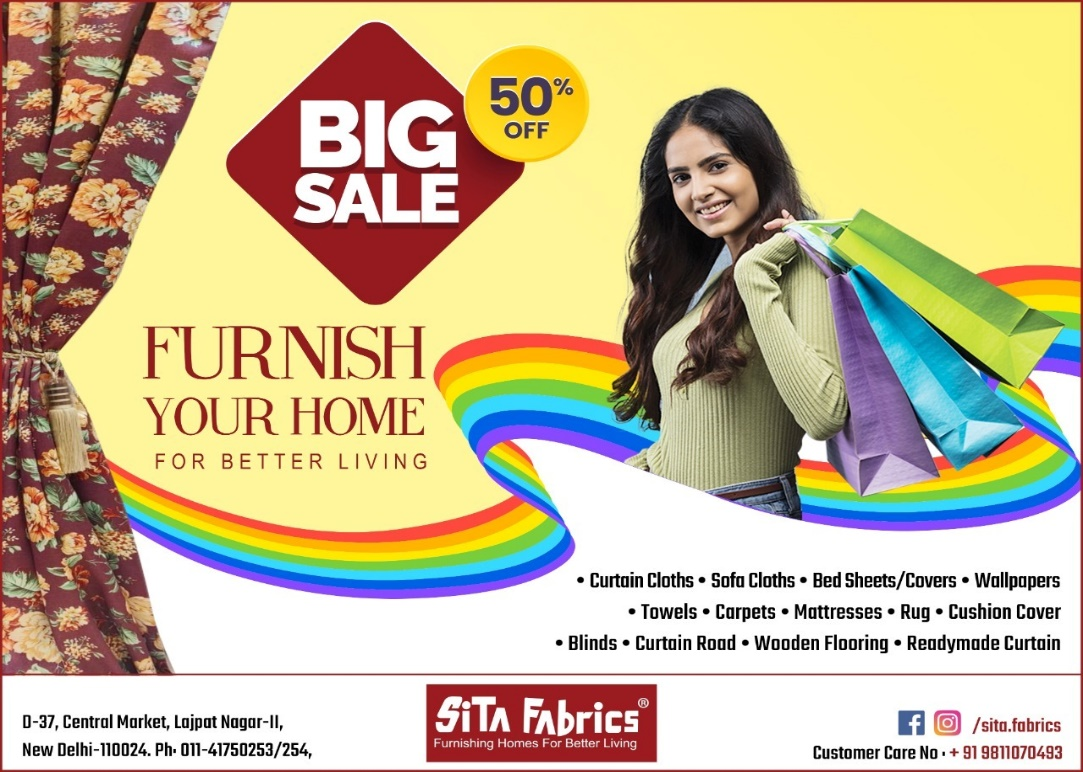 BIG
SALE
50%
OFF
FURNISH
YOUR HOME
FOR BETTER LIVING
• Curtain Cloths • Sofa Cloths • Bed Sheets/Covers • Wallpapers
• Towels • Carpets • Mattresses • Rug • Cushion Cover
• Blinds • Curtain Road • Wooden Flooring • Readymade Curtain
D-37, Central Market, Lajpat Nagar-II,
New Delhi-110024. Ph• 011-41750253/254,
SiTA FAbrics®
Furnishing Homes For Better Living
/sita.fabrics
Customer Care No • + 91 9811070493